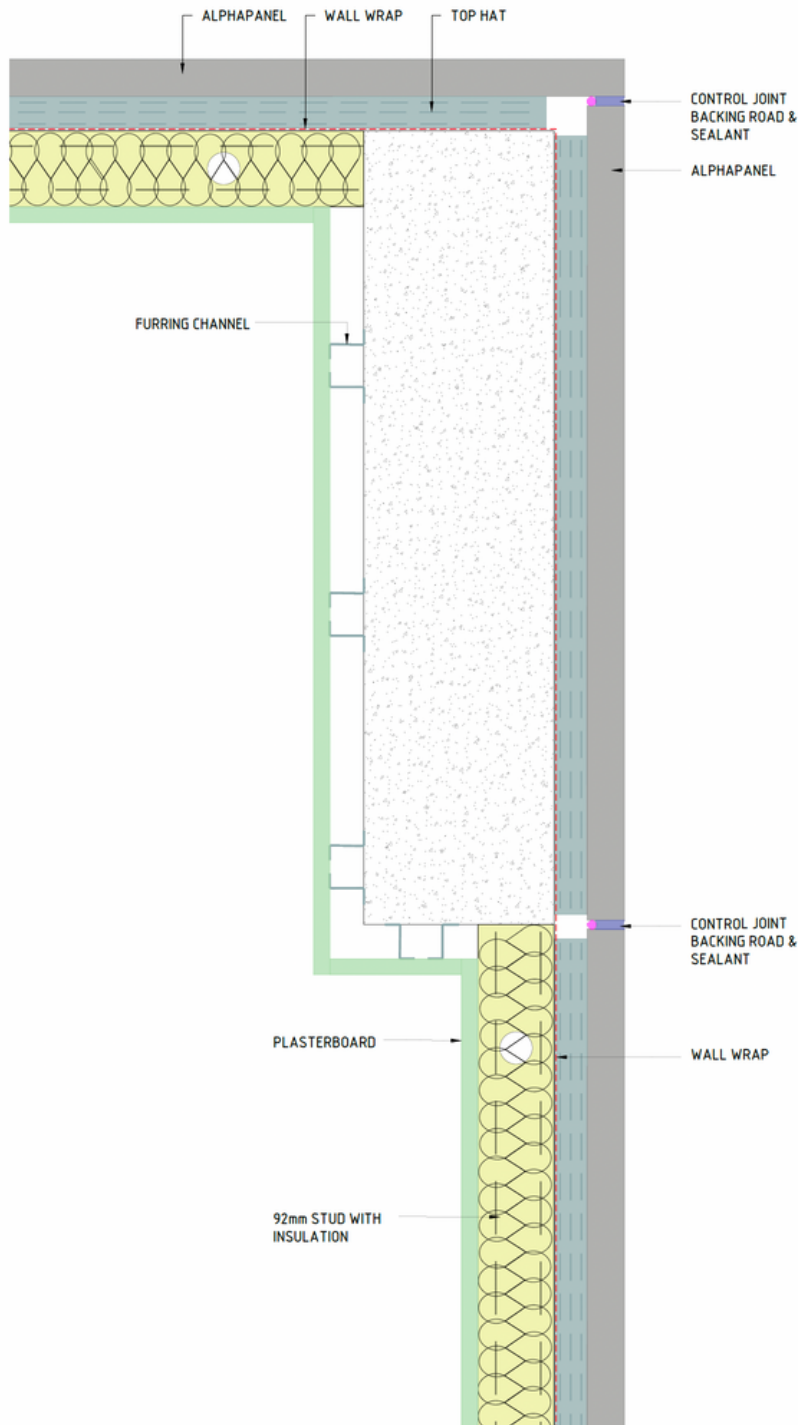 ALPHAPANEL
WALL WRAP
TOP HAT
CONTROL JOINT
BACKING ROAD &
SEALANT
ALPHAPANEL
FURRING CHANNEL
CONTROL JOINT
BACKING ROAD &
SEALANT
PLASTERBOARD
WALL WRAP
92mm STUD WITH
INSULATION